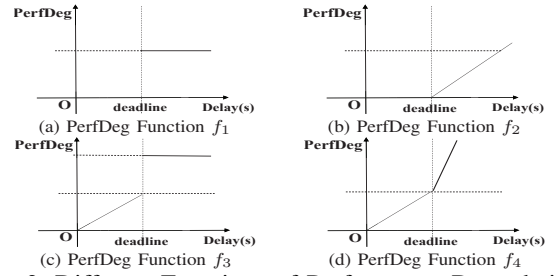 PerfDeg
PerfDeg
O
deadline
Delay(s)
O
deadline
Delay(s)
(a) PerfDeg Function f1
(b) PerfDeg Function f2
PerfDeg
PerfDeg
O
deadline
Delay(s)
O
deadline
Delay(s)
(c) PerfDeg Function f3
(d) PerfDeg Function f4